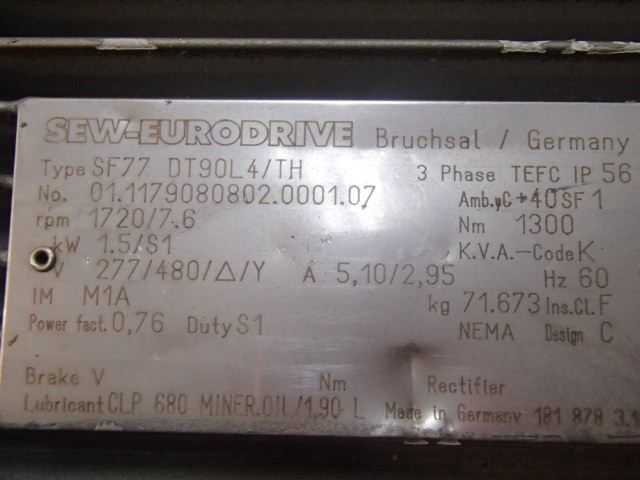 SEW-EURODRIVE Bruchsal / Germany
Type SF77 DT90L4/TH 3 Phase TEFC IP 56
No. 01.1179080802.0001.07 Amb.µC +40 SF 1
rpm 1720/7.6 Nm 1300
kW 1.5/S1 K.V.A.-Code K
V 277/480/△/Y A 5,10/2,95 Hz 60
IM M1A kg 71.673 Ins.Cl. F
Power fact. 0,76 Duty S1 NEMA Design C
Brake V Nm Rectifier
Lubricant CLP 680 MINER.OIL/1,90 L Made in Germany 181 878 3.1